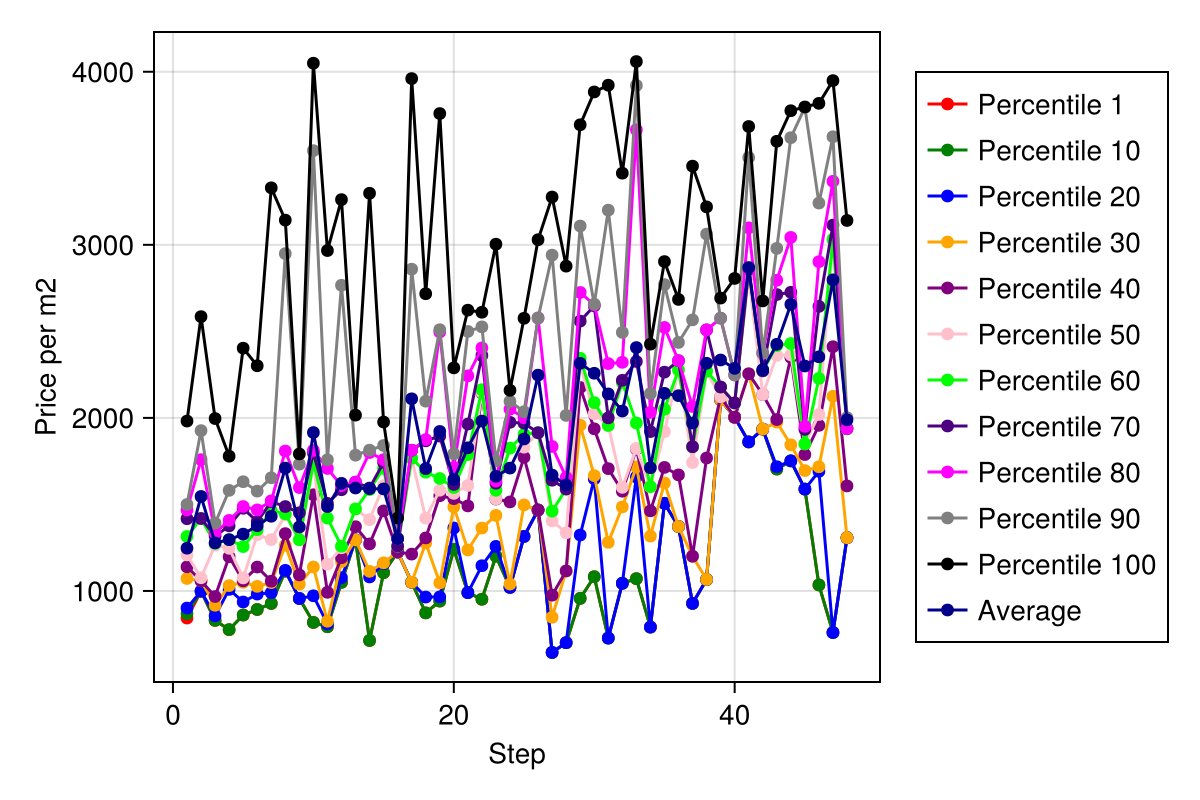 4000
3000
2000
1000
Price per m2
0
20
40
Step
Percentile 1
Percentile 10
Percentile 20
Percentile 30
Percentile 40
Percentile 50
Percentile 60
Percentile 70
Percentile 80
Percentile 90
Percentile 100
Average